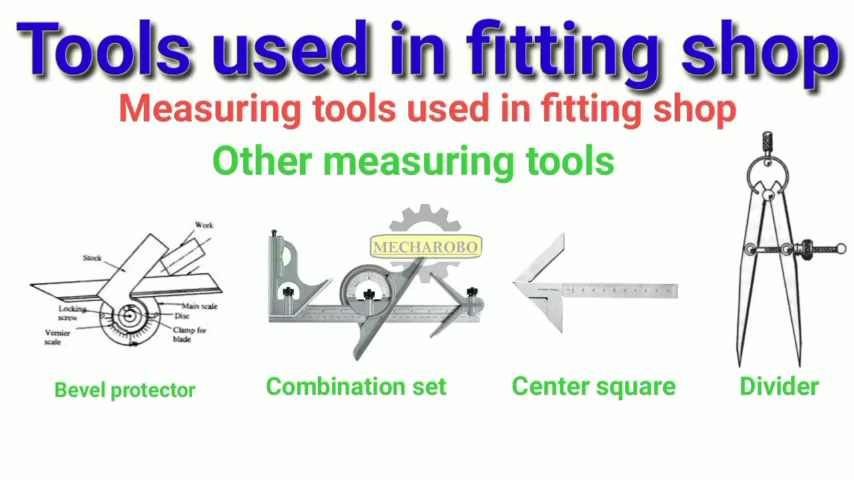 Tools used in fitting shop
Measuring tools used in fitting shop
Other measuring tools
MECHAROBO
Work
Stock
Locking
screw
Vernier
scale
Main scale
Disc
Clamp for
blade
Bevel protector
Combination set
Center square
Divider